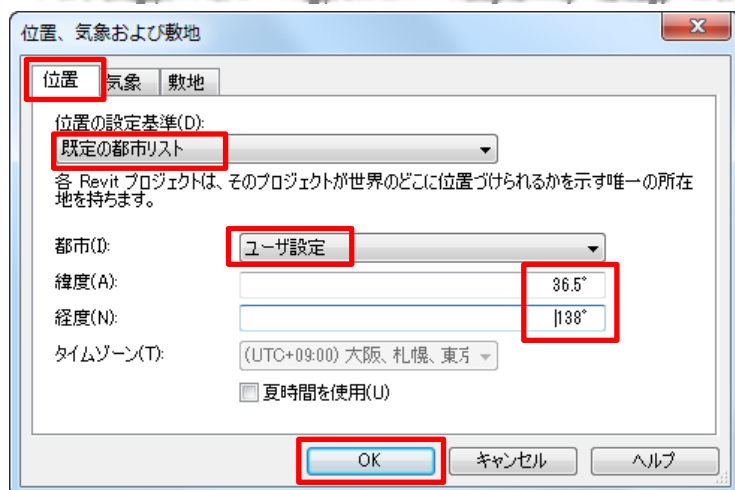 位置、気象および敷地
位置
気象
敷地
位置の設定基準(D):
既定の都市リスト
各 Revit プロジェクトは、そのプロジェクトが世界のどこに位置づけられるかを示す唯一の所在
地を持ちます。
都市(I):
ユーザ設定
緯度(A):
36.5°
経度(N):
138°
タイムゾーン(T):
(UTC+09:00) 大阪、札幌、東京
夏時間を使用(U)
OK
キャンセル
ヘルプ